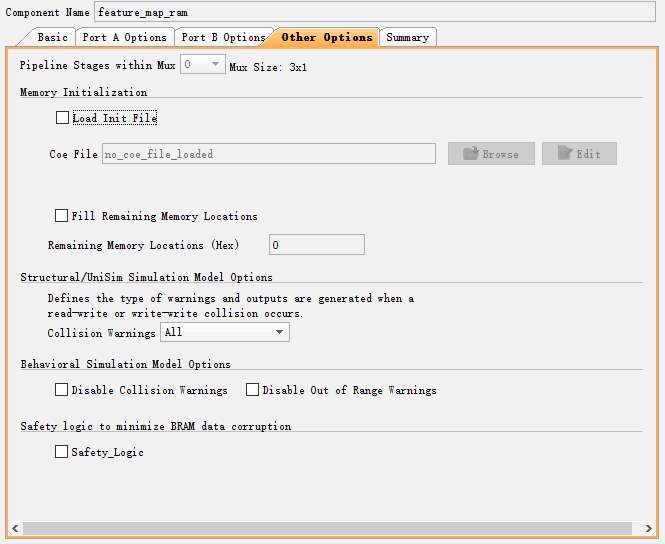 Component Name feature_map_ram
Basic Port A Options Port B Options Other Options Summary
Pipeline Stages within Mux 0 Mux Size: 3x1
Memory Initialization
Load Init File
Coe File no_coe_file_loaded Browse Edit
Fill Remaining Memory Locations
Remaining Memory Locations (Hex) 0
Structural/UniSim Simulation Model Options
Defines the type of warnings and outputs are generated when a
read-write or write-write collision occurs.
Collision Warnings All
Behavioral Simulation Model Options
Disable Collision Warnings Disable Out of Range Warnings
Safety logic to minimize BRAM data corruption
Safety_Logic